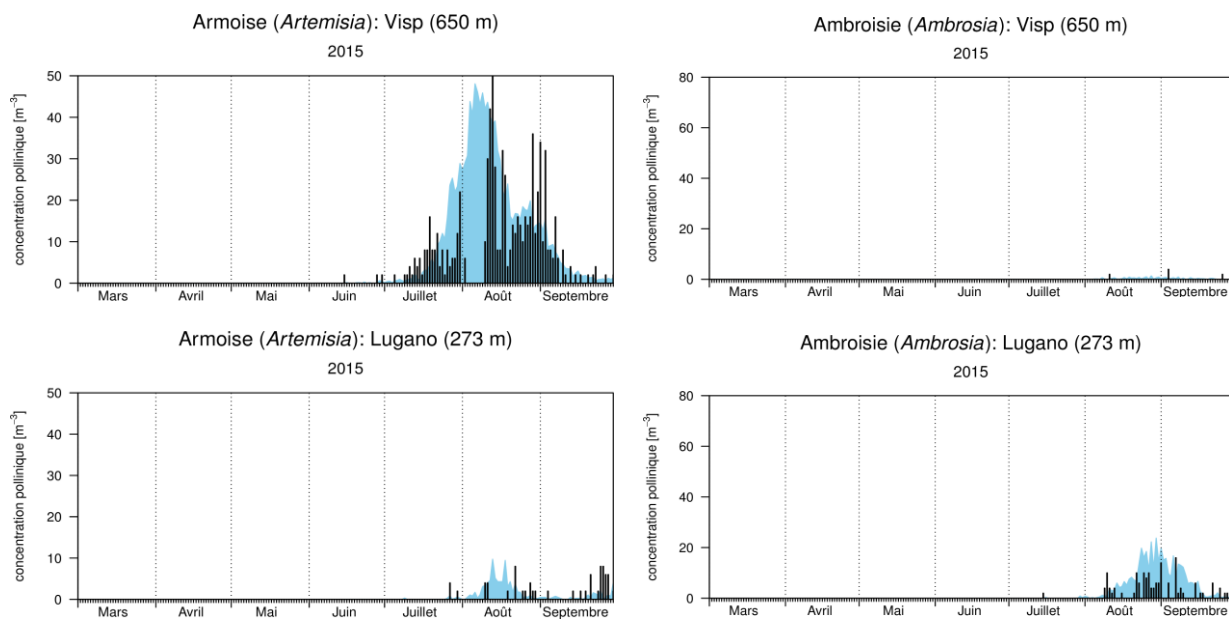 Armoise (Artemisia): Visp (650 m)
2015
concentration pollinique [m⁻³]
50
40
30
20
10
0
Mars Avril Mai Juin Juillet Août Septembre
Ambroisie (Ambrosia): Visp (650 m)
2015
concentration pollinique [m⁻³]
80
60
40
20
0
Mars Avril Mai Juin Juillet Août Septembre
Armoise (Artemisia): Lugano (273 m)
2015
concentration pollinique [m⁻³]
50
40
30
20
10
0
Mars Avril Mai Juin Juillet Août Septembre
Ambroisie (Ambrosia): Lugano (273 m)
2015
concentration pollinique [m⁻³]
80
60
40
20
0
Mars Avril Mai Juin Juillet Août Septembre